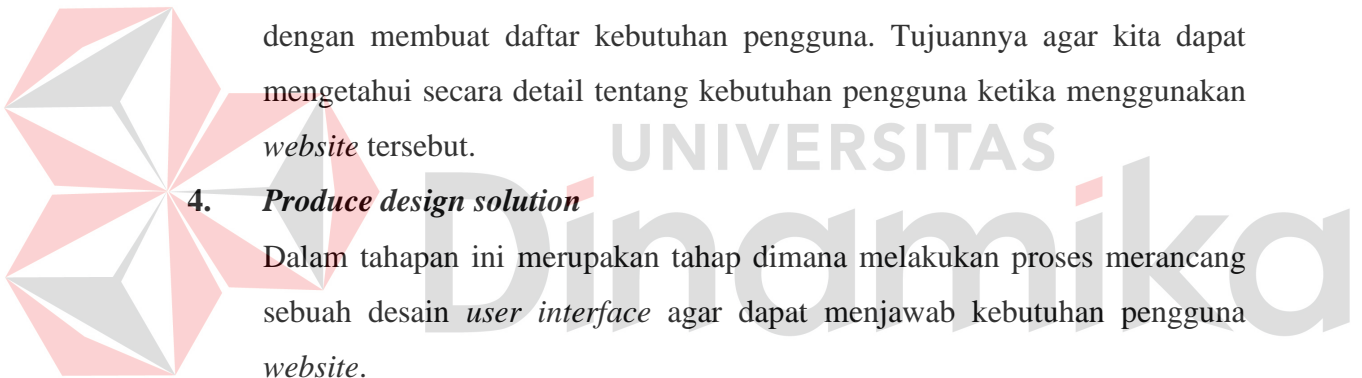 dengan membuat daftar kebutuhan pengguna. Tujuannya agar kita dapat
mengetahui secara detail tentang kebutuhan pengguna ketika menggunakan
website tersebut.
UNIVERSITAS
Dinamika
4. Produce design solution
Dalam tahapan ini merupakan tahap dimana melakukan proses merancang
sebuah desain user interface agar dapat menjawab kebutuhan pengguna
website.